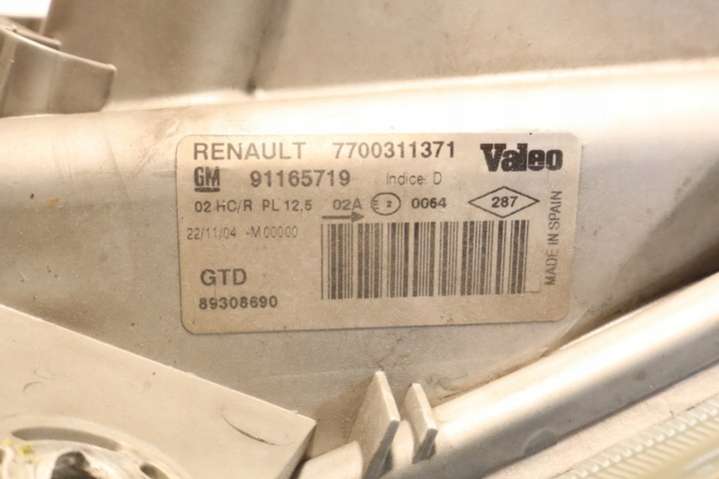 RENAULT 7700311371 Valeo
GM 91165719 Indice: D
02 HC/R PL 12,5 02A E2 0064 287
22/11/04 -M00000
GTD
89308690
MADE IN SPAIN